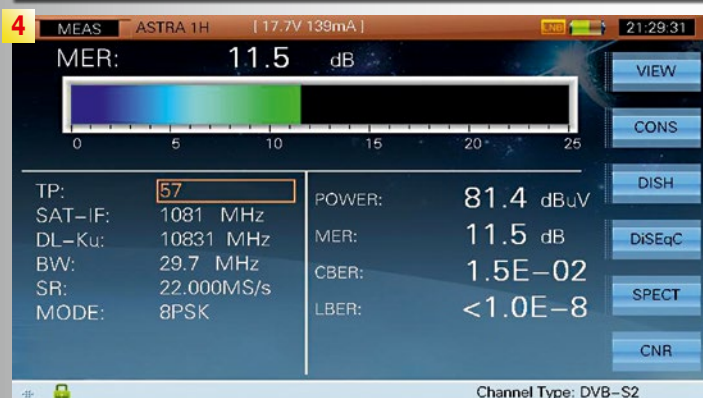 4
MEAS ASTRA 1H [ 17.7V 139mA ] LNB 21:29:31
MER: 11.5 dB
0 5 10 15 20 25
VIEW
CONS
DISH
DiSEqC
SPECT
CNR
TP: 57
SAT-IF: 1081 MHz
DL-Ku: 10831 MHz
BW: 29.7 MHz
SR: 22.000MS/s
MODE: 8PSK
POWER: 81.4 dBuV
MER: 11.5 dB
CBER: 1.5E-02
LBER: <1.0E-8
Channel Type: DVB-S2